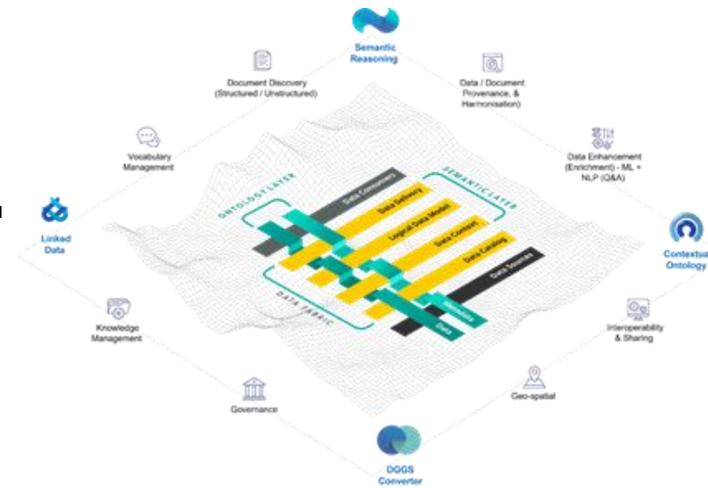 Semantic
Reasoning
Document Discovery
(Structured / Unstructured)
Data / Document
Provenance, &
Harmonisation)
Vocabulary
Management
Data Enhancement
(Enrichment) - ML +
NLP (Q&A)
ONTOLOGY LAYER
SEMANTIC LAYER
Data Consumers
Data Delivery
Logical Data Model
Data Context
Data Catalog
Data Sources
Linked
Data
Contextua
Ontology
DATA FABRIC
Metadata
Data
Knowledge
Management
Interoperability
& Sharing
Governance
Geo-spatial
DGGS
Converter